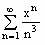 ∞
∑ xⁿ/n³
n=1